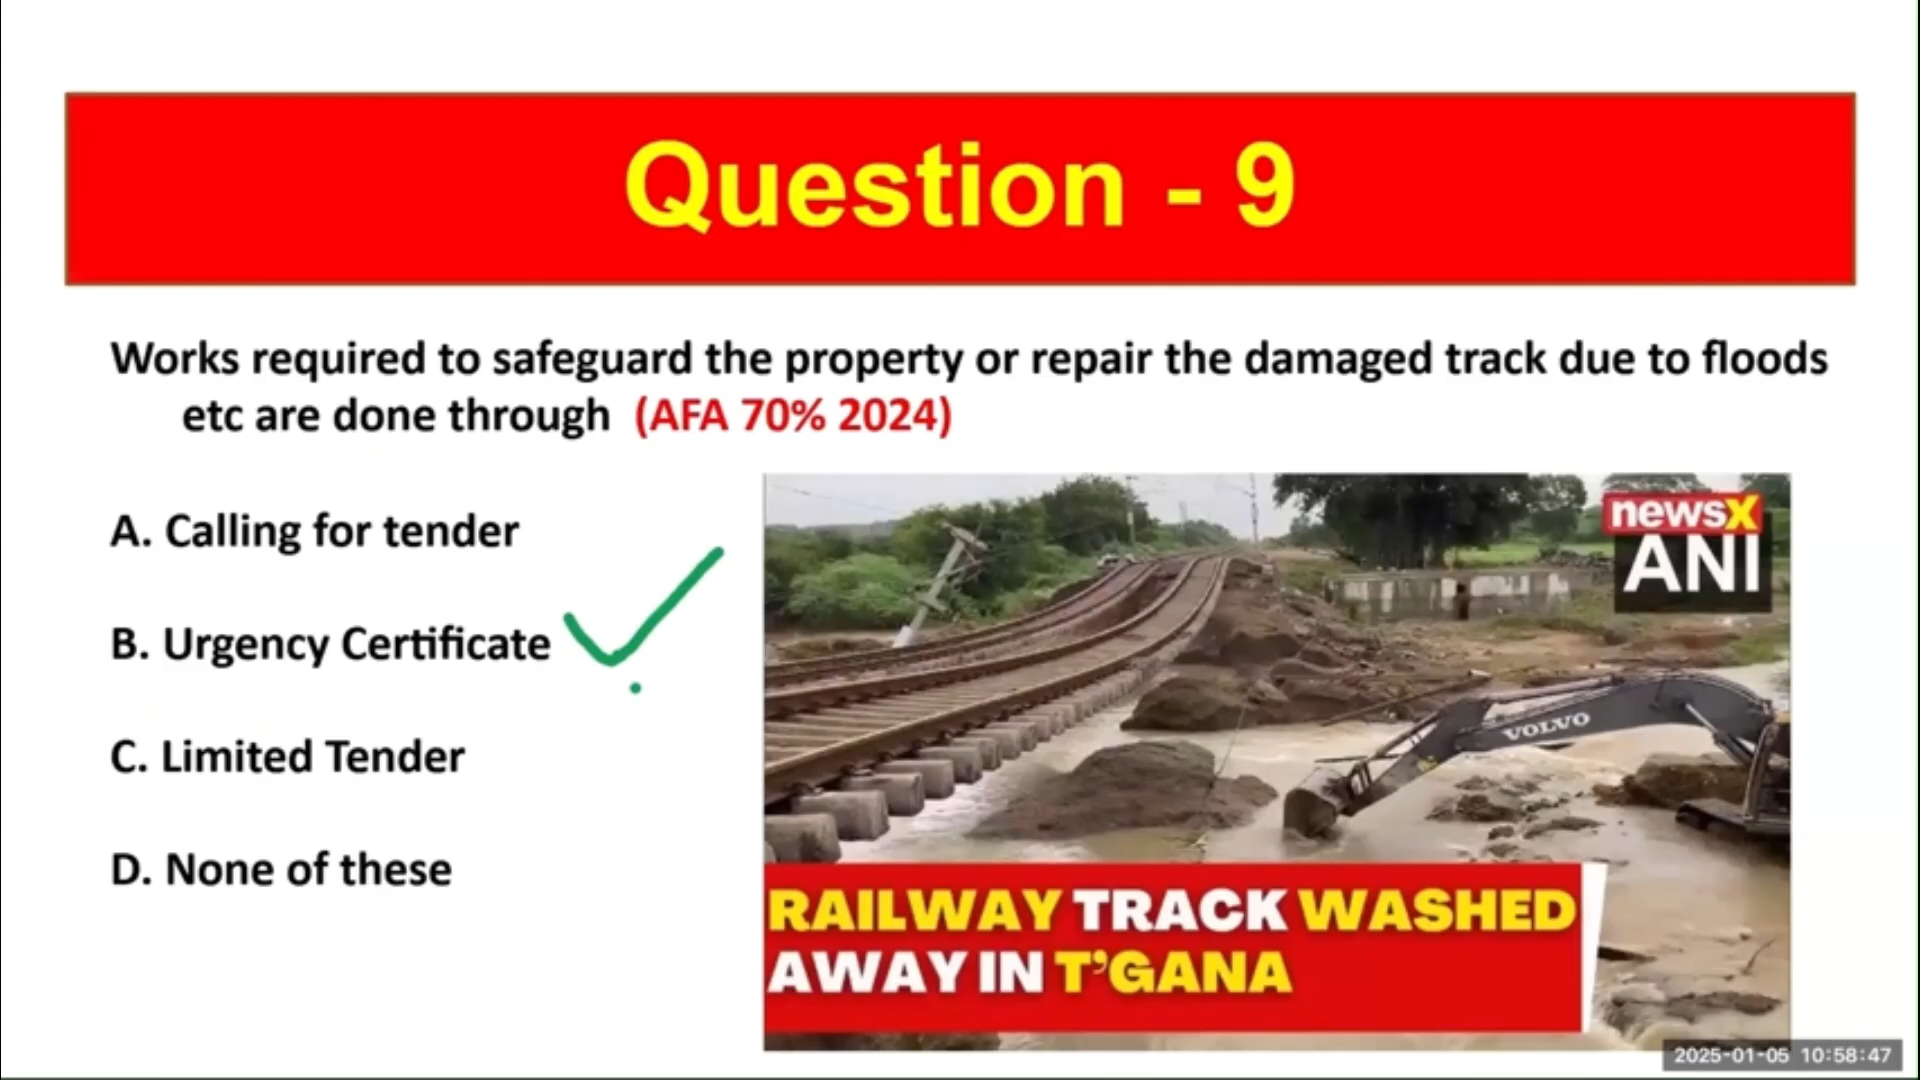 Question - 9
Works required to safeguard the property or repair the damaged track due to floods
etc are done through (AFA 70% 2024)
A. Calling for tender
B. Urgency Certificate
C. Limited Tender
D. None of these
newsX
ANI
VOLVO
RAILWAY TRACK WASHED
AWAY IN T'GANA
2025-01-05 10:58:47